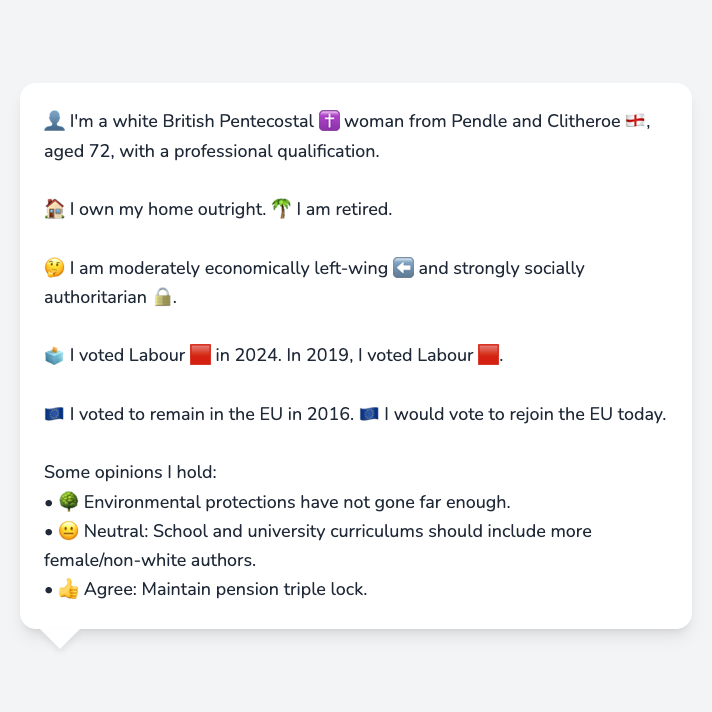 👤 I'm a white British Pentecostal ✝️ woman from Pendle and Clitheroe 🏴󠁧󠁢󠁥󠁮󠁧󠁿,
aged 72, with a professional qualification.
🏠 I own my home outright. 🌴 I am retired.
🤔 I am moderately economically left-wing ⬅️ and strongly socially
authoritarian 🔒.
🗳️ I voted Labour 🟥 in 2024. In 2019, I voted Labour 🟥.
🇪🇺 I voted to remain in the EU in 2016. 🇪🇺 I would vote to rejoin the EU today.
Some opinions I hold:
• 🌳 Environmental protections have not gone far enough.
• 😐 Neutral: School and university curriculums should include more
female/non-white authors.
• 👍 Agree: Maintain pension triple lock.